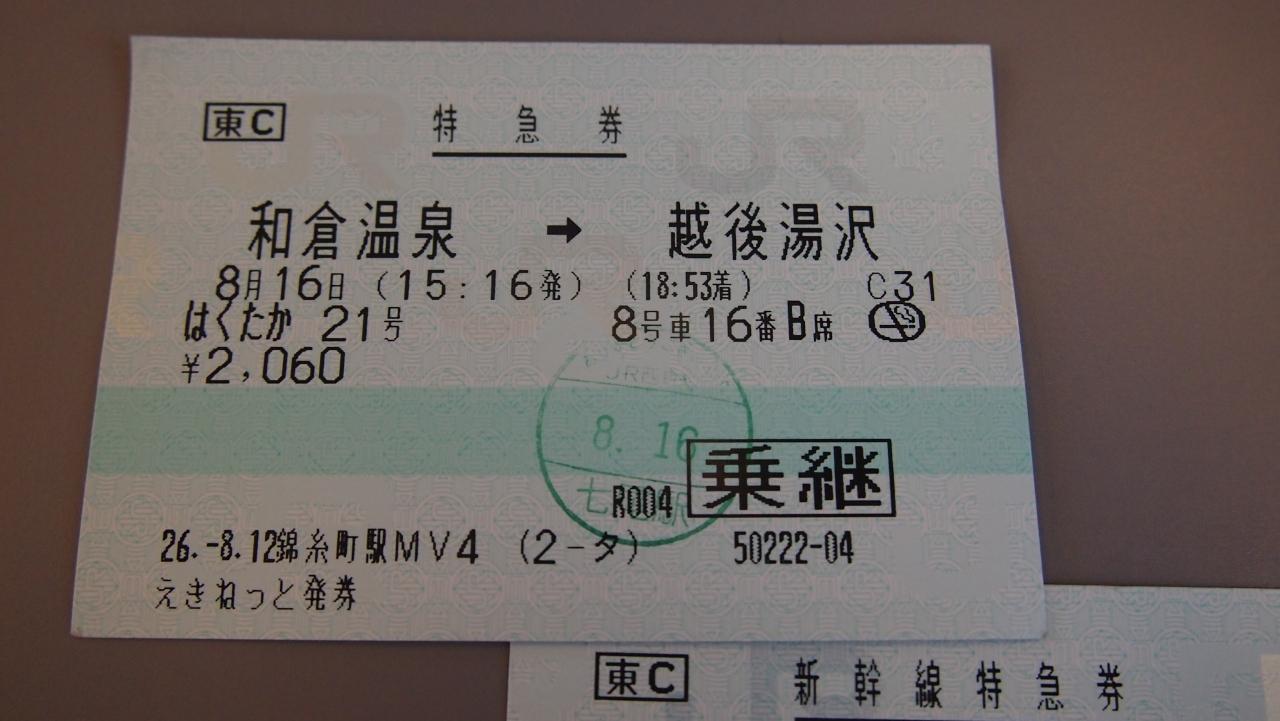 東C 特急券
和倉温泉 → 越後湯沢
8月16日 (15:16発) (18:53着) C31
はくたか 21号 8号車 16番 B席
¥2,060
8. 16
乗継
R004
26.-8.12錦糸町駅MV4 (2-タ) 50222-04
えきねっと発券
東C 新幹線特急券